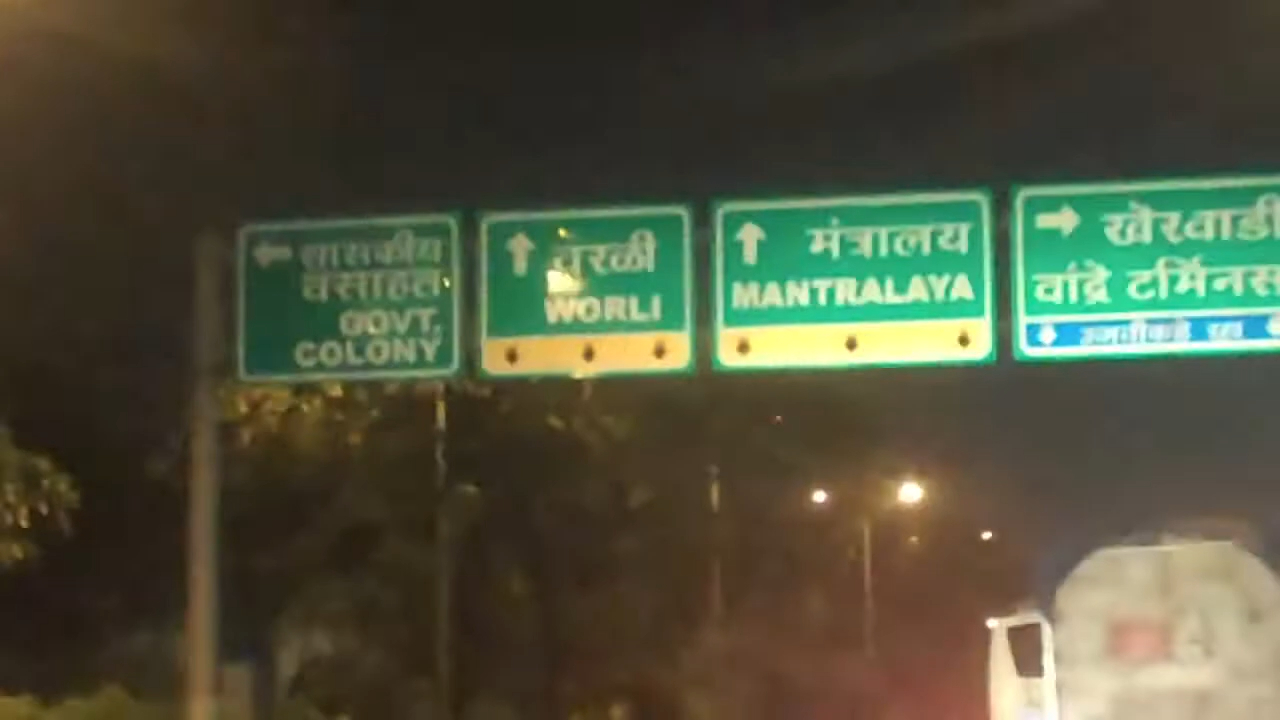 शासकीय
वसाहत
GOVT.
COLONY
वरळी
WORLI
मंत्रालय
MANTRALAYA
खेरवाडी
वांद्रे टर्मिनस